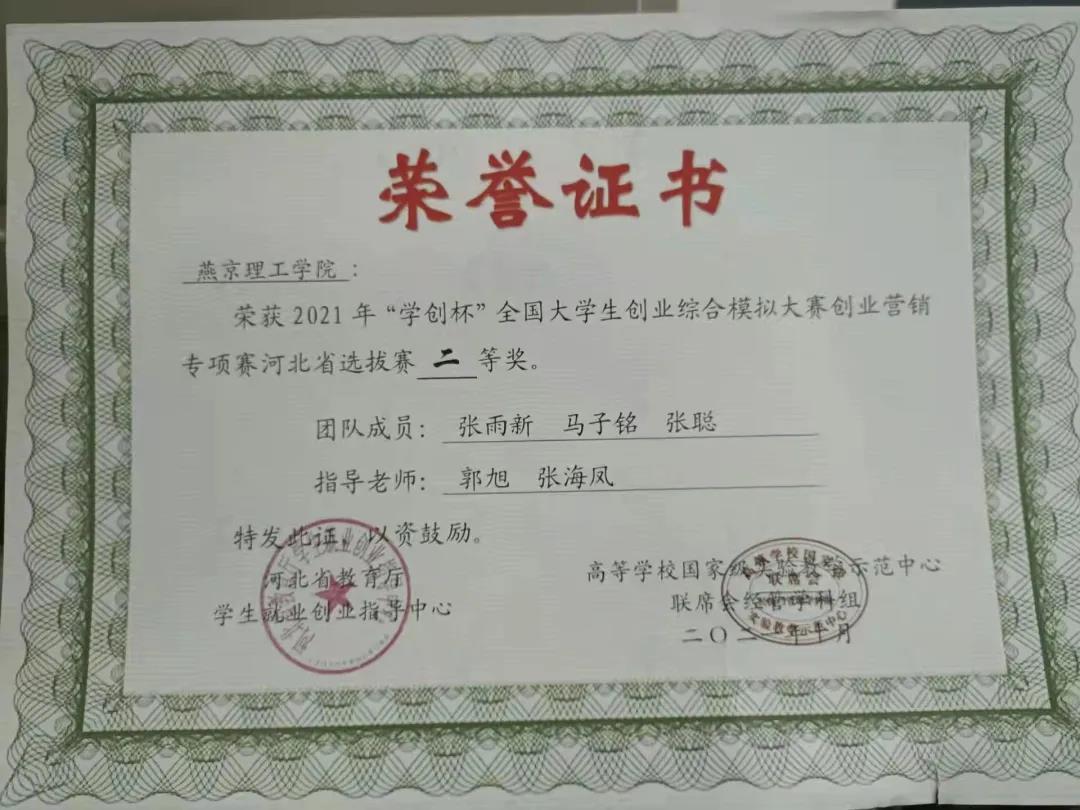 荣誉证书
燕京理工学院：
荣获2021年“学创杯”全国大学生创业综合模拟大赛创业营销
专项赛河北省选拔赛 二 等奖。
团队成员： 张雨新 马子铭 张聪
指导老师： 郭旭 张海凤
特发此证，以资鼓励。
河北省教育厅
学生就业创业指导中心
高等学校国家级实验教学示范中心
联席会经管学科组
二〇二 年 月